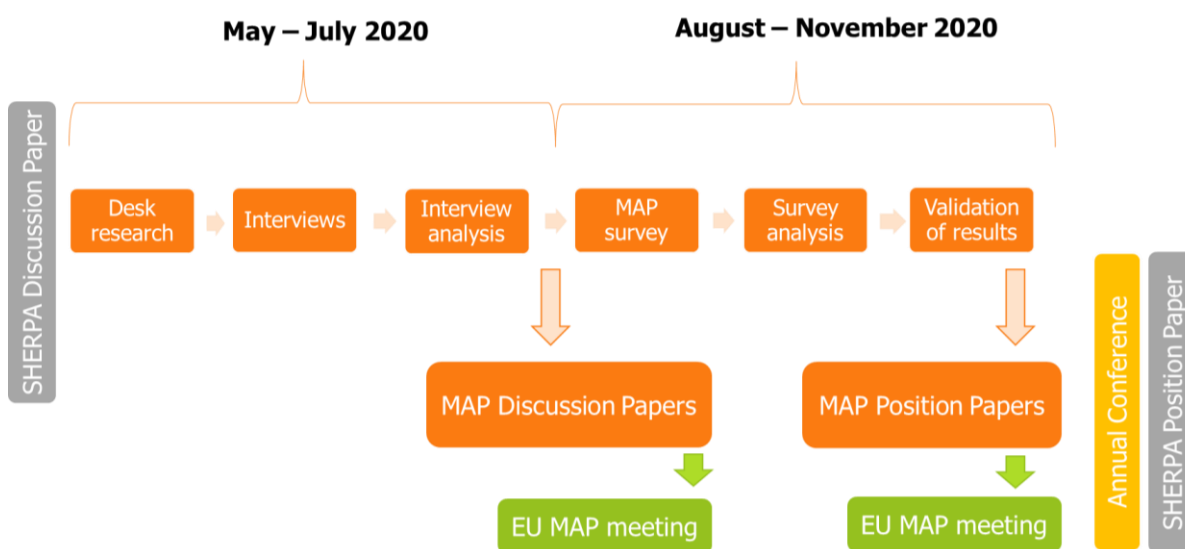 May – July 2020
August – November 2020
SHERPA Discussion Paper
Desk
research
Interviews
Interview
analysis
MAP
survey
Survey
analysis
Validation
of results
MAP Discussion Papers
MAP Position Papers
EU MAP meeting
EU MAP meeting
Annual Conference
SHERPA Position Paper